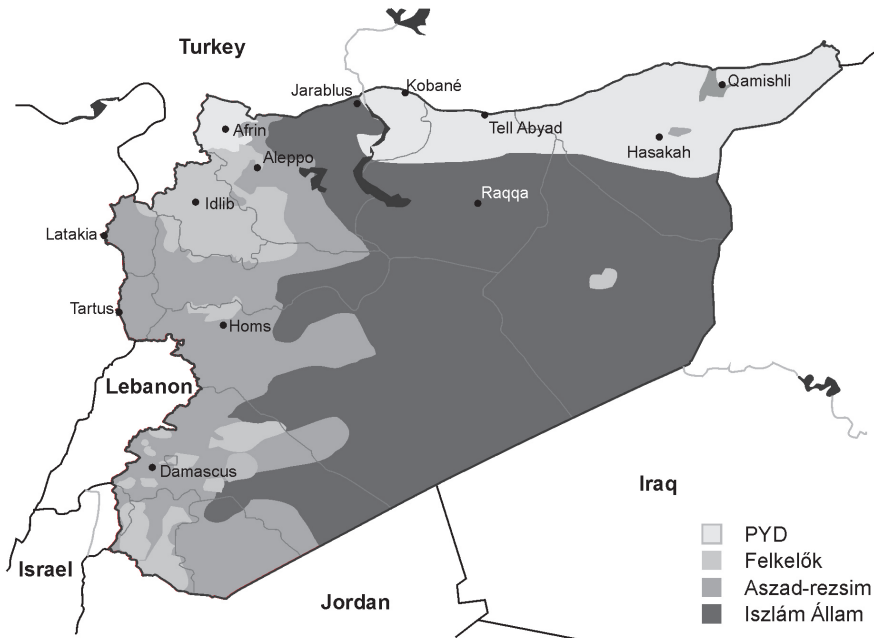 Turkey
Jarablus
Kobané
Qamishli
Afrin
Tell Abyad
Aleppo
Hasakah
Idlib
Raqqa
Latakia
Tartus
Homs
Lebanon
Damascus
Iraq
Israel
Jordan
PYD
Felkelők
Aszad-rezsim
Iszlám Állam